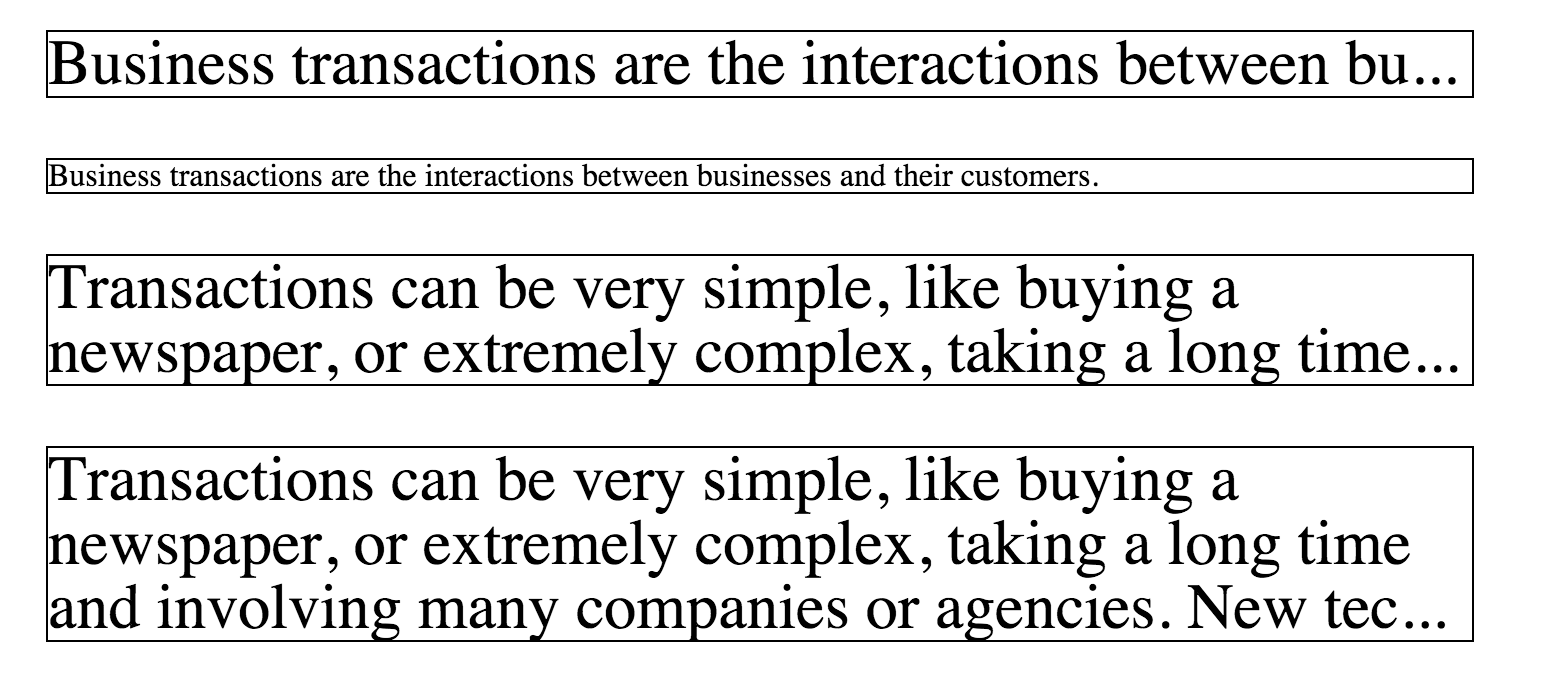 Business transactions are the interactions between bu...
Business transactions are the interactions between businesses and their customers.
Transactions can be very simple, like buying a
newspaper, or extremely complex, taking a long time...
Transactions can be very simple, like buying a
newspaper, or extremely complex, taking a long time
and involving many companies or agencies. New tec...